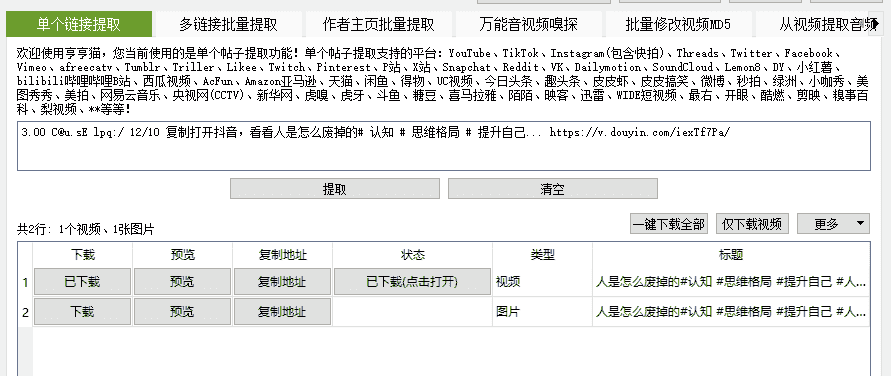 单个链接提取 多链接批量提取 作者主页批量提取 万能音视频嗅探 批量修改视频MD5 从视频提取音频
欢迎使用哼哼猫，您当前使用的是单个帖子提取功能！单个帖子提取支持的平台：YouTube、TikTok、Instagram(包含快拍)、Threads、Twitter、Facebook、
Vimeo、afreecatv、Tumblr、Triller、Likee、Twitch、Pinterest、P站、X站、Snapchat、Reddit、VK、Dailymotion、SoundCloud、Lemon8、DY、小红薯、
bilibili哔哩哔哩B站、西瓜视频、AcFun、Amazon亚马逊、天猫、闲鱼、得物、UC视频、今日头条、趣头条、皮皮虾、皮皮搞笑、微博、秒拍、绿洲、小咖秀、美
图秀秀、美拍、网易云音乐、央视网(CCTV)、新华网、虎嗅、虎牙、斗鱼、糖豆、喜马拉雅、陌陌、映客、迅雷、WIDE短视频、最右、开眼、酷燃、剪映、糗事百
科、梨视频、**等等！
3.00 C@u.sE lpq:/ 12/10 复制打开抖音，看看人是怎么废掉的# 认知 # 思维格局 # 提升自己... https://v.douyin.com/iexTf7Pa/
提取 清空
共2行: 1个视频、1张图片 一键下载全部 仅下载视频 更多
下载 预览 复制地址 状态 类型 标题
1 已下载 预览 复制地址 已下载(点击打开) 视频 人是怎么废掉的#认知 #思维格局 #提升自己 #人...
2 下载 预览 复制地址 图片 人是怎么废掉的#认知 #思维格局 #提升自己 #人...